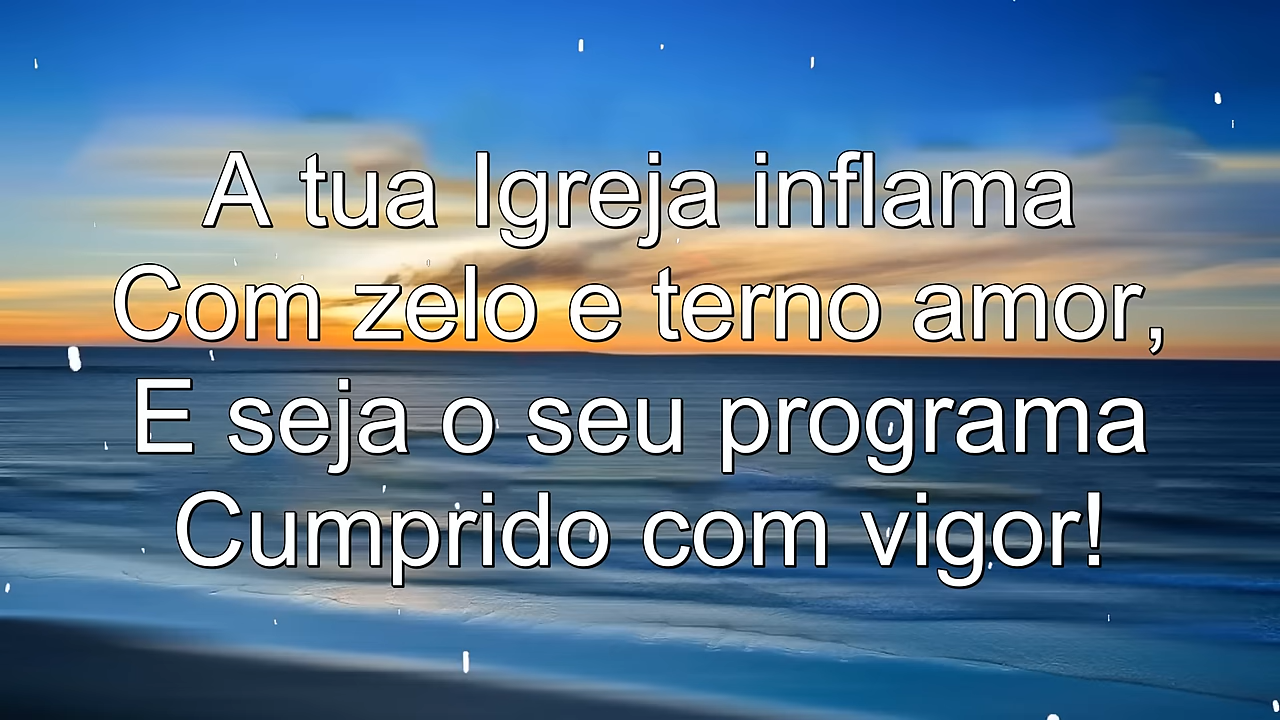 A tua Igreja inflama
Com zelo e terno amor,
E seja o seu programa
Cumprido com vigor!